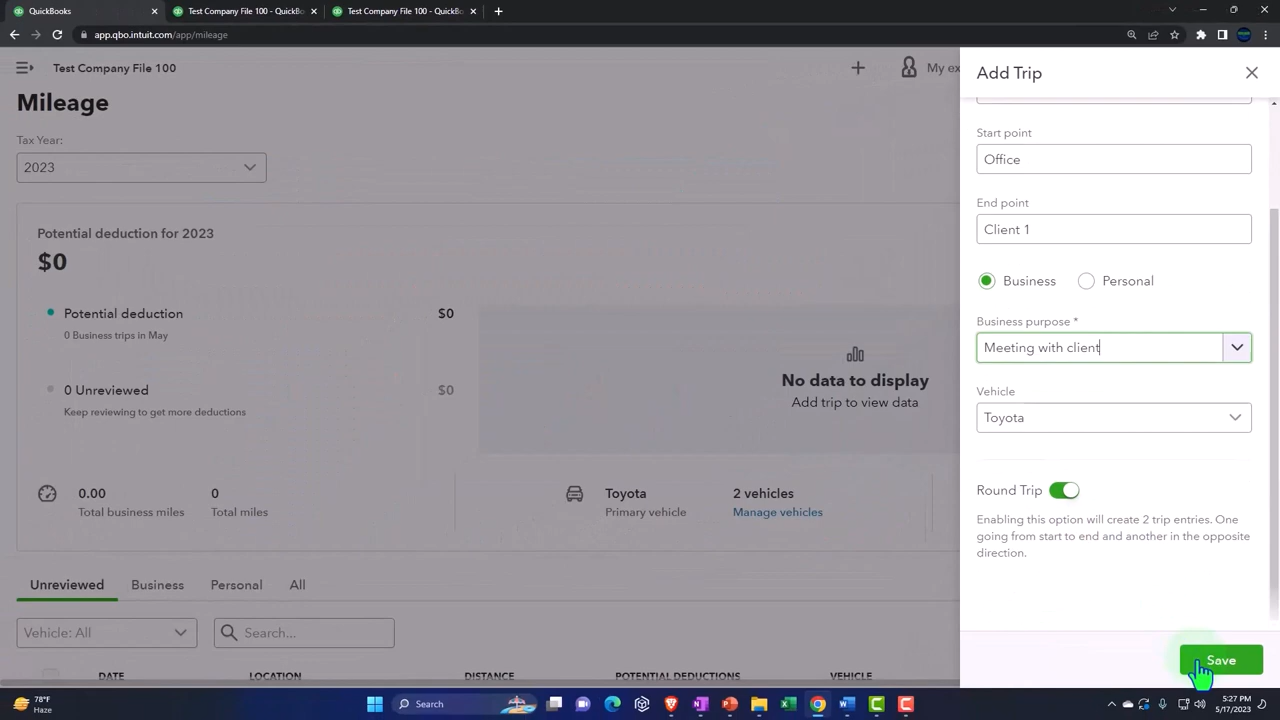 QuickBooks
Test Company File 100 - QuickBo
Test Company File 100 - QuickBo
app.qbo.intuit.com/app/mileage
Test Company File 100
My ex
Add Trip
Mileage
Tax Year:
2023
Start point
Office
End point
Client 1
Potential deduction for 2023
$0
Business
Personal
Potential deduction
$0
0 Business trips in May
Business purpose *
Meeting with client
No data to display
Add trip to view data
0 Unreviewed
$0
Keep reviewing to get more deductions
Vehicle
Toyota
0.00
Total business miles
0
Total miles
Toyota
Primary vehicle
2 vehicles
Manage vehicles
Round Trip
Enabling this option will create 2 trip entries. One
going from start to end and another in the opposite
direction.
Unreviewed
Business
Personal
All
Vehicle: All
Search...
Save
DATE
LOCATION
DISTANCE
POTENTIAL DEDUCTIONS
VEHICLE
78°F
Haze
Search
5:27 PM
5/17/2023